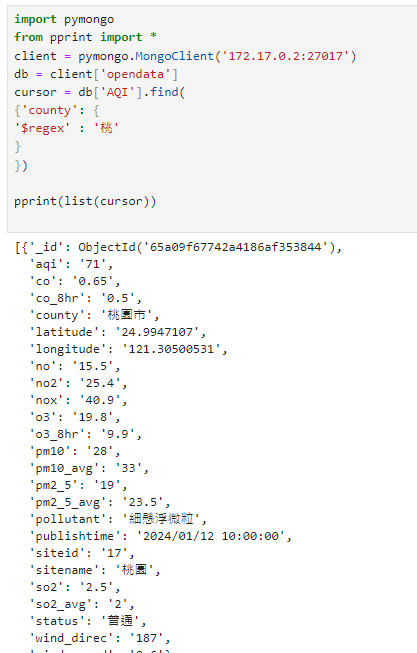 import pymongo
from pprint import *
client = pymongo.MongoClient('172.17.0.2:27017')
db = client['opendata']
cursor = db['AQI'].find(
{'county': {
'$regex' : '桃'
}
})
pprint(list(cursor))
[{'_id': ObjectId('65a09f67742a4186af353844'),
'aqi': '71',
'co': '0.65',
'co_8hr': '0.5',
'county': '桃園市',
'latitude': '24.9947107',
'longitude': '121.30500531',
'no': '15.5',
'no2': '25.4',
'nox': '40.9',
'o3': '19.8',
'o3_8hr': '9.9',
'pm10': '28',
'pm10_avg': '33',
'pm2_5': '19',
'pm2_5_avg': '23.5',
'pollutant': '細懸浮微粒',
'publishtime': '2024/01/12 10:00:00',
'siteid': '17',
'sitename': '桃園',
'so2': '2.5',
'so2_avg': '2',
'status': '普通',
'wind_direc': '187',